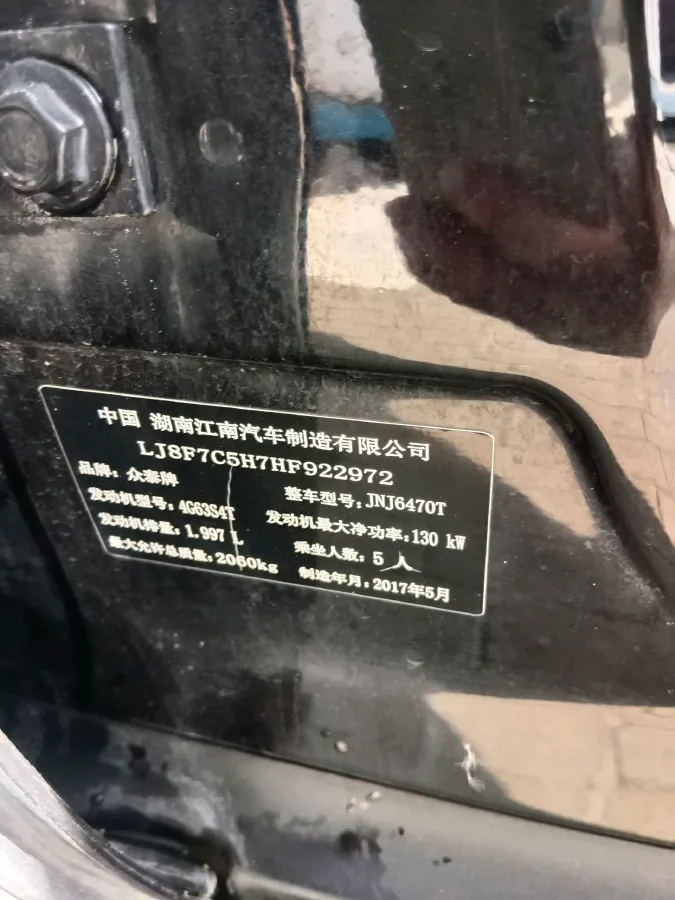 中国 湖南江南汽车制造有限公司
LJ8F7C5H7HF922972
品牌：众泰牌 整车型号：JNJ6470T
发动机型号：4G63S4T 发动机最大净功率：130 kW
发动机排量：1.997 L 乘坐人数：5 人
最大允许总质量：2060kg 制造年月：2017年5月